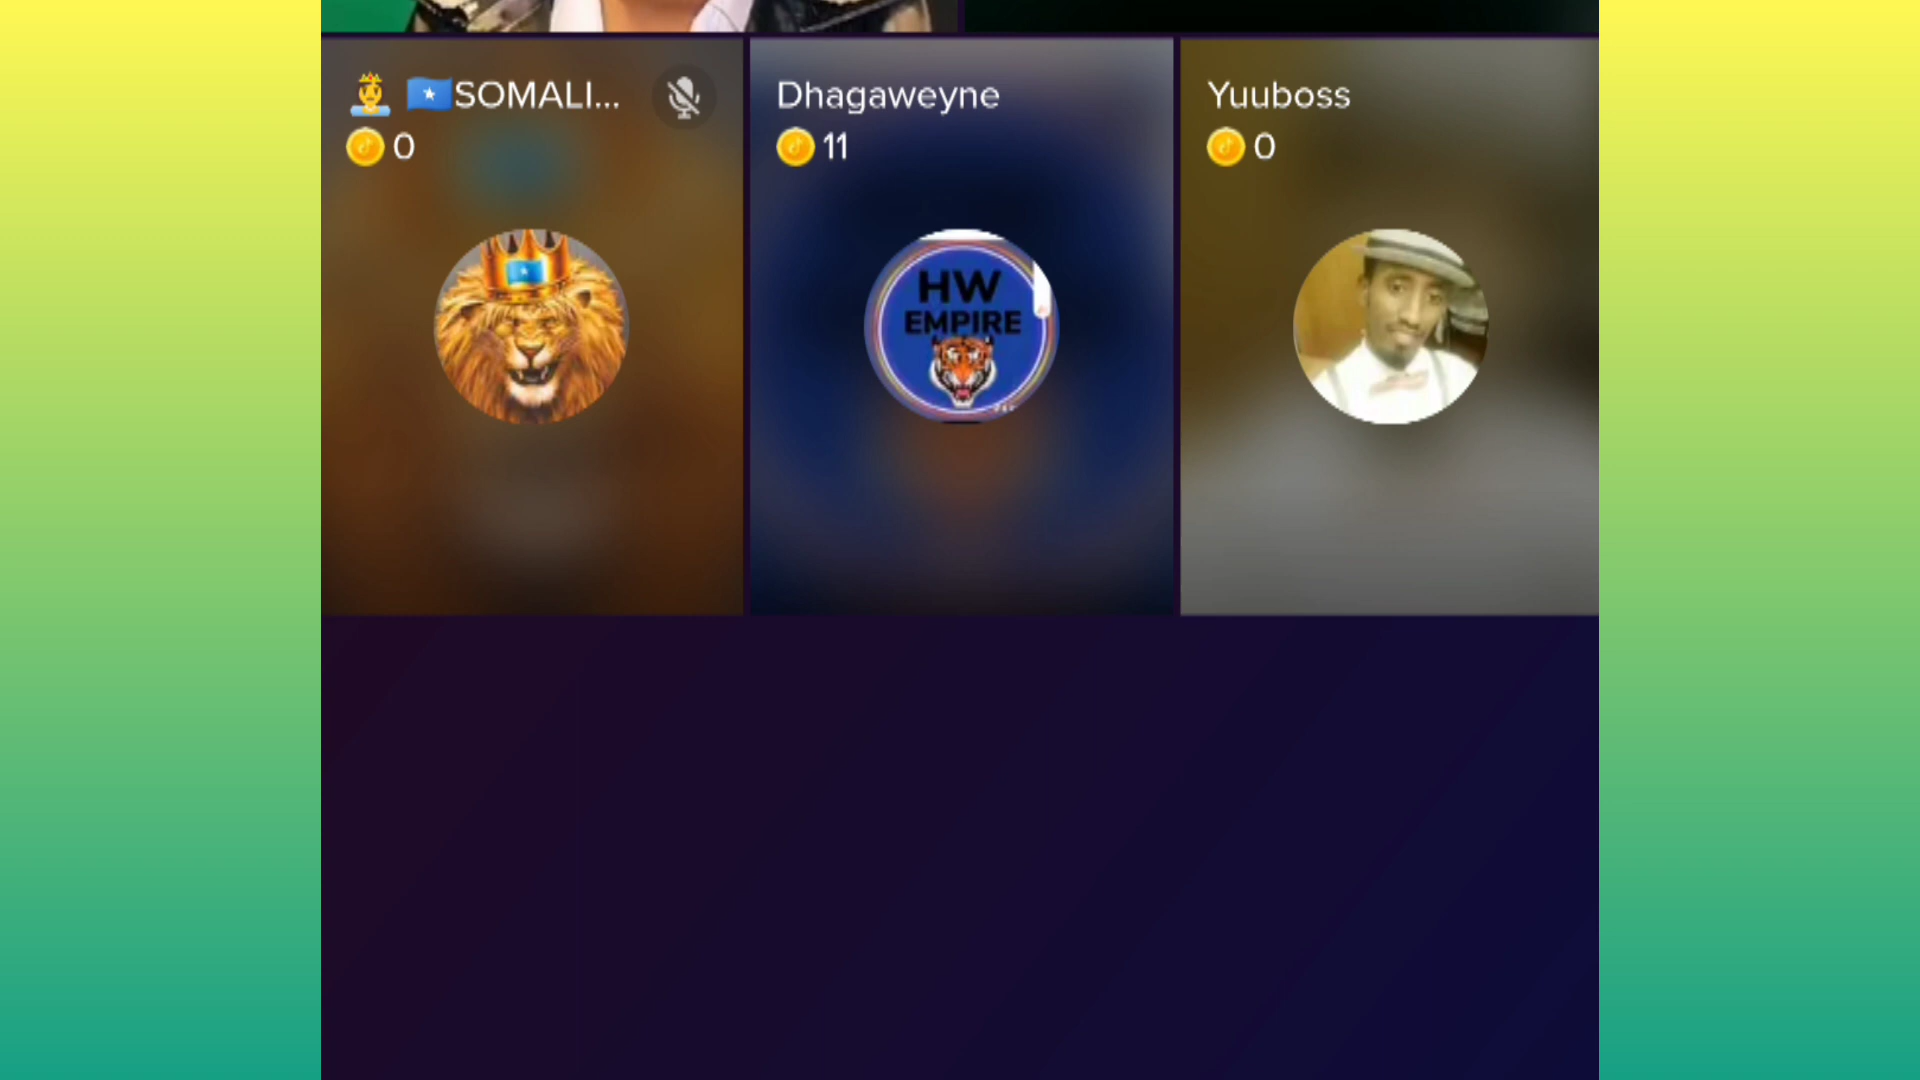 SOMALI...
0
Dhagaweyne
11
HW
EMPIRE
Yuuboss
0